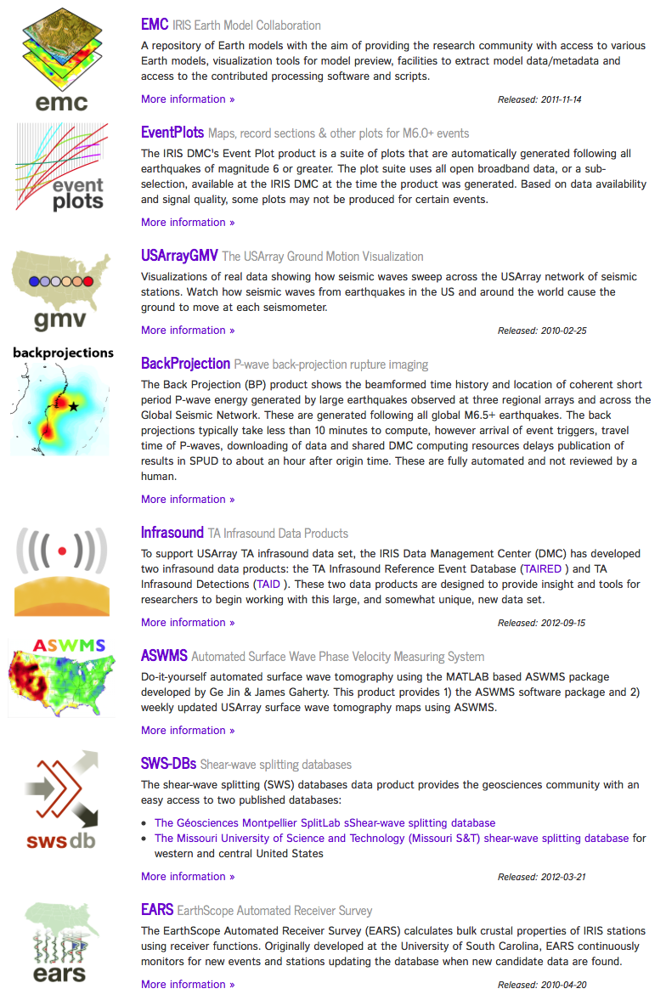 EMC IRIS Earth Model Collaboration
A repository of Earth models with the aim of providing the research community with access to various
Earth models, visualization tools for model preview, facilities to extract model data/metadata and
access to the contributed processing software and scripts.
emc
More information »
Released: 2011-11-14
EventPlots Maps, record sections & other plots for M6.0+ events
The IRIS DMC's Event Plot product is a suite of plots that are automatically generated following all
earthquakes of magnitude 6 or greater. The plot suite uses all open broadband data, or a sub-
selection, available at the IRIS DMC at the time the product was generated. Based on data availability
and signal quality, some plots may not be produced for certain events.
event
plots
More information »
USArrayGMV The USArray Ground Motion Visualization
Visualizations of real data showing how seismic waves sweep across the USArray network of seismic
stations. Watch how seismic waves from earthquakes in the US and around the world cause the
ground to move at each seismometer.
gmv
More information »
Released: 2010-02-25
backprojections
BackProjection P-wave back-projection rupture imaging
The Back Projection (BP) product shows the beamformed time history and location of coherent short
period P-wave energy generated by large earthquakes observed at three regional arrays and across the
Global Seismic Network. These are generated following all global M6.5+ earthquakes. The back
projections typically take less than 10 minutes to compute, however arrival of event triggers, travel
time of P-waves, downloading of data and shared DMC computing resources delays publication of
results in SPUD to about an hour after origin time. These are fully automated and not reviewed by a
human.
More information »
Infrasound TA Infrasound Data Products
To support USArray TA infrasound data set, the IRIS Data Management Center (DMC) has developed
two infrasound data products: the TA Infrasound Reference Event Database (TAIRED ) and TA
Infrasound Detections (TAID ). These two data products are designed to provide insight and tools for
researchers to begin working with this large, and somewhat unique, new data set.
More information »
Released: 2012-09-15
ASWMS
ASWMS Automated Surface Wave Phase Velocity Measuring System
Do-it-yourself automated surface wave tomography using the MATLAB based ASWMS package
developed by Ge Jin & James Gaherty. This product provides 1) the ASWMS software package and 2)
weekly updated USArray surface wave tomography maps using ASWMS.
More information »
SWS-DBs Shear-wave splitting databases
The shear-wave splitting (SWS) databases data product provides the geosciences community with an
easy access to two published databases:
• The Géosciences Montpellier SplitLab sShear-wave splitting database
• The Missouri University of Science and Technology (Missouri S&T) shear-wave splitting database for
western and central United States
sws db
More information »
Released: 2012-03-21
EARS EarthScope Automated Receiver Survey
The EarthScope Automated Receiver Survey (EARS) calculates bulk crustal properties of IRIS stations
using receiver functions. Originally developed at the University of South Carolina, EARS continuously
monitors for new events and stations updating the database when new candidate data are found.
ears
More information »
Released: 2010-04-20